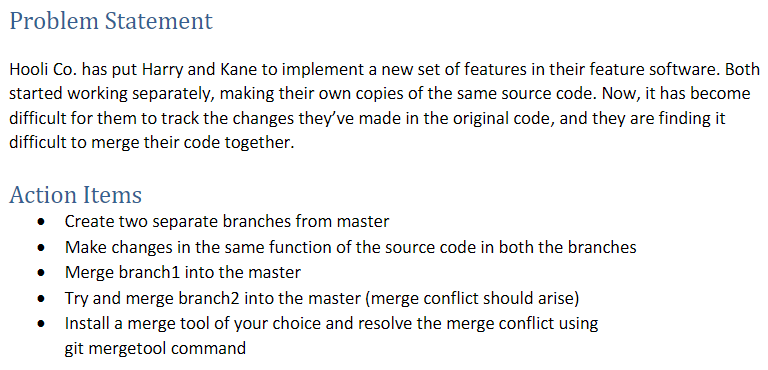 Problem Statement
Hooli Co. has put Harry and Kane to implement a new set of features in their feature software. Both
started working separately, making their own copies of the same source code. Now, it has become
difficult for them to track the changes they’ve made in the original code, and they are finding it
difficult to merge their code together.
Action Items
• Create two separate branches from master
• Make changes in the same function of the source code in both the branches
• Merge branch1 into the master
• Try and merge branch2 into the master (merge conflict should arise)
• Install a merge tool of your choice and resolve the merge conflict using
git mergetool command